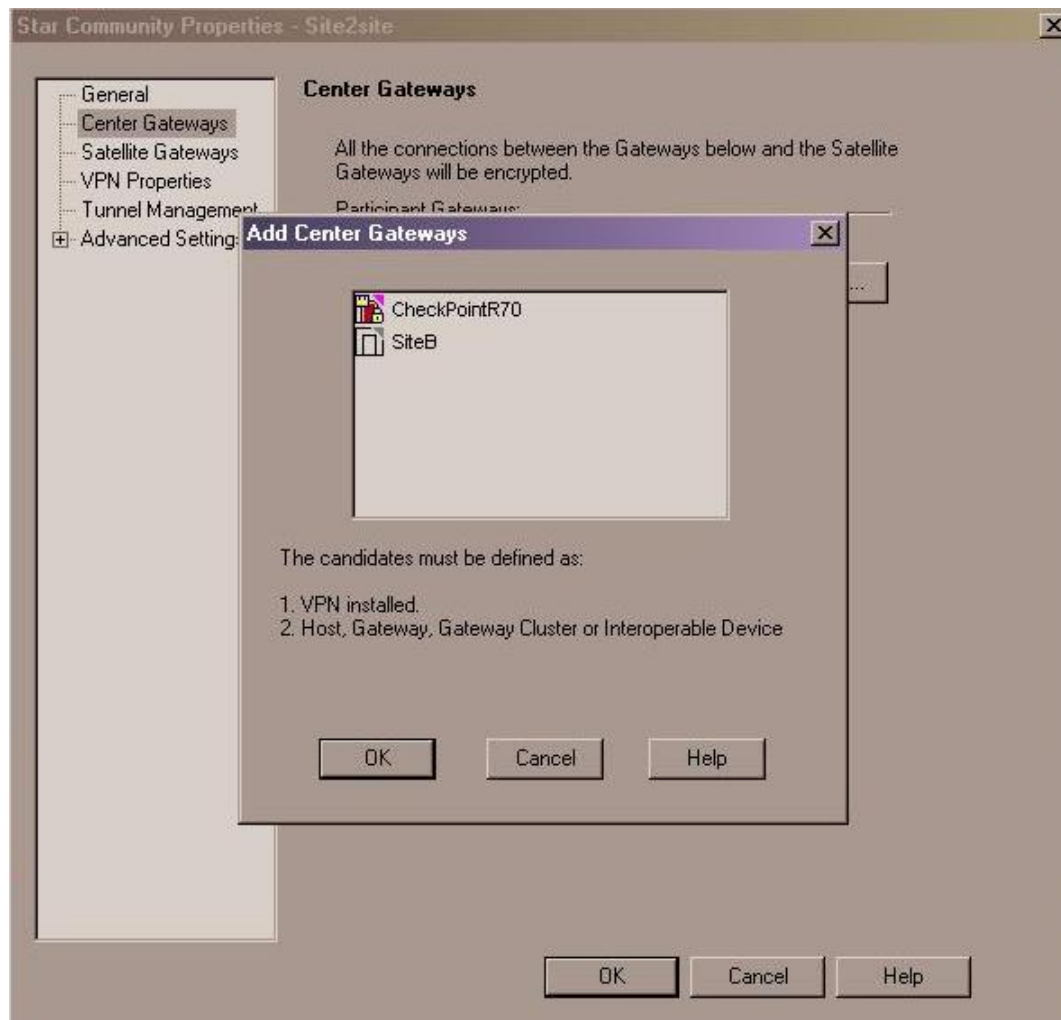 Star Community Properties - Site2site
General
Center Gateways
Satellite Gateways
VPN Properties
Tunnel Management
Advanced Setting
Center Gateways
All the connections between the Gateways below and the Satellite
Gateways will be encrypted.
Participant Gateways:
...
Add Center Gateways
CheckPointR70
SiteB
The candidates must be defined as:
1. VPN installed.
2. Host, Gateway, Gateway Cluster or Interoperable Device
OK Cancel Help
OK Cancel Help